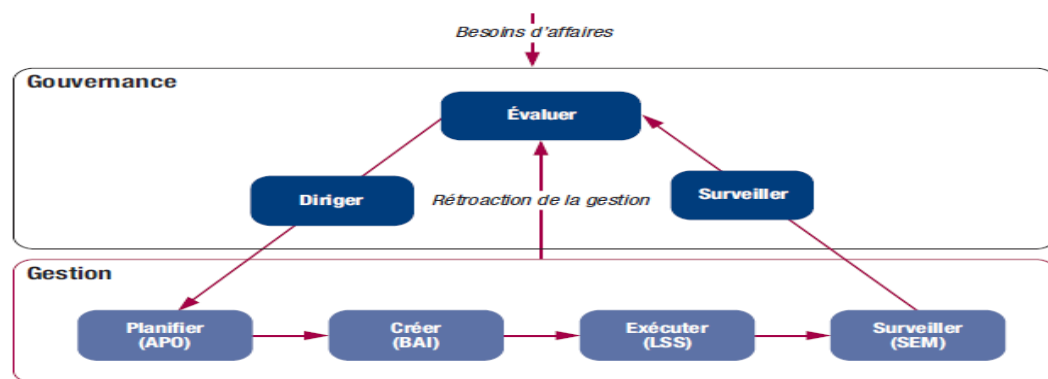 Besoins d'affaires
Gouvernance
Évaluer
Diriger
Rétroaction de la gestion
Surveiller
Gestion
Planifier
(APO)
Créer
(BAI)
Exécuter
(LSS)
Surveiller
(SEM)